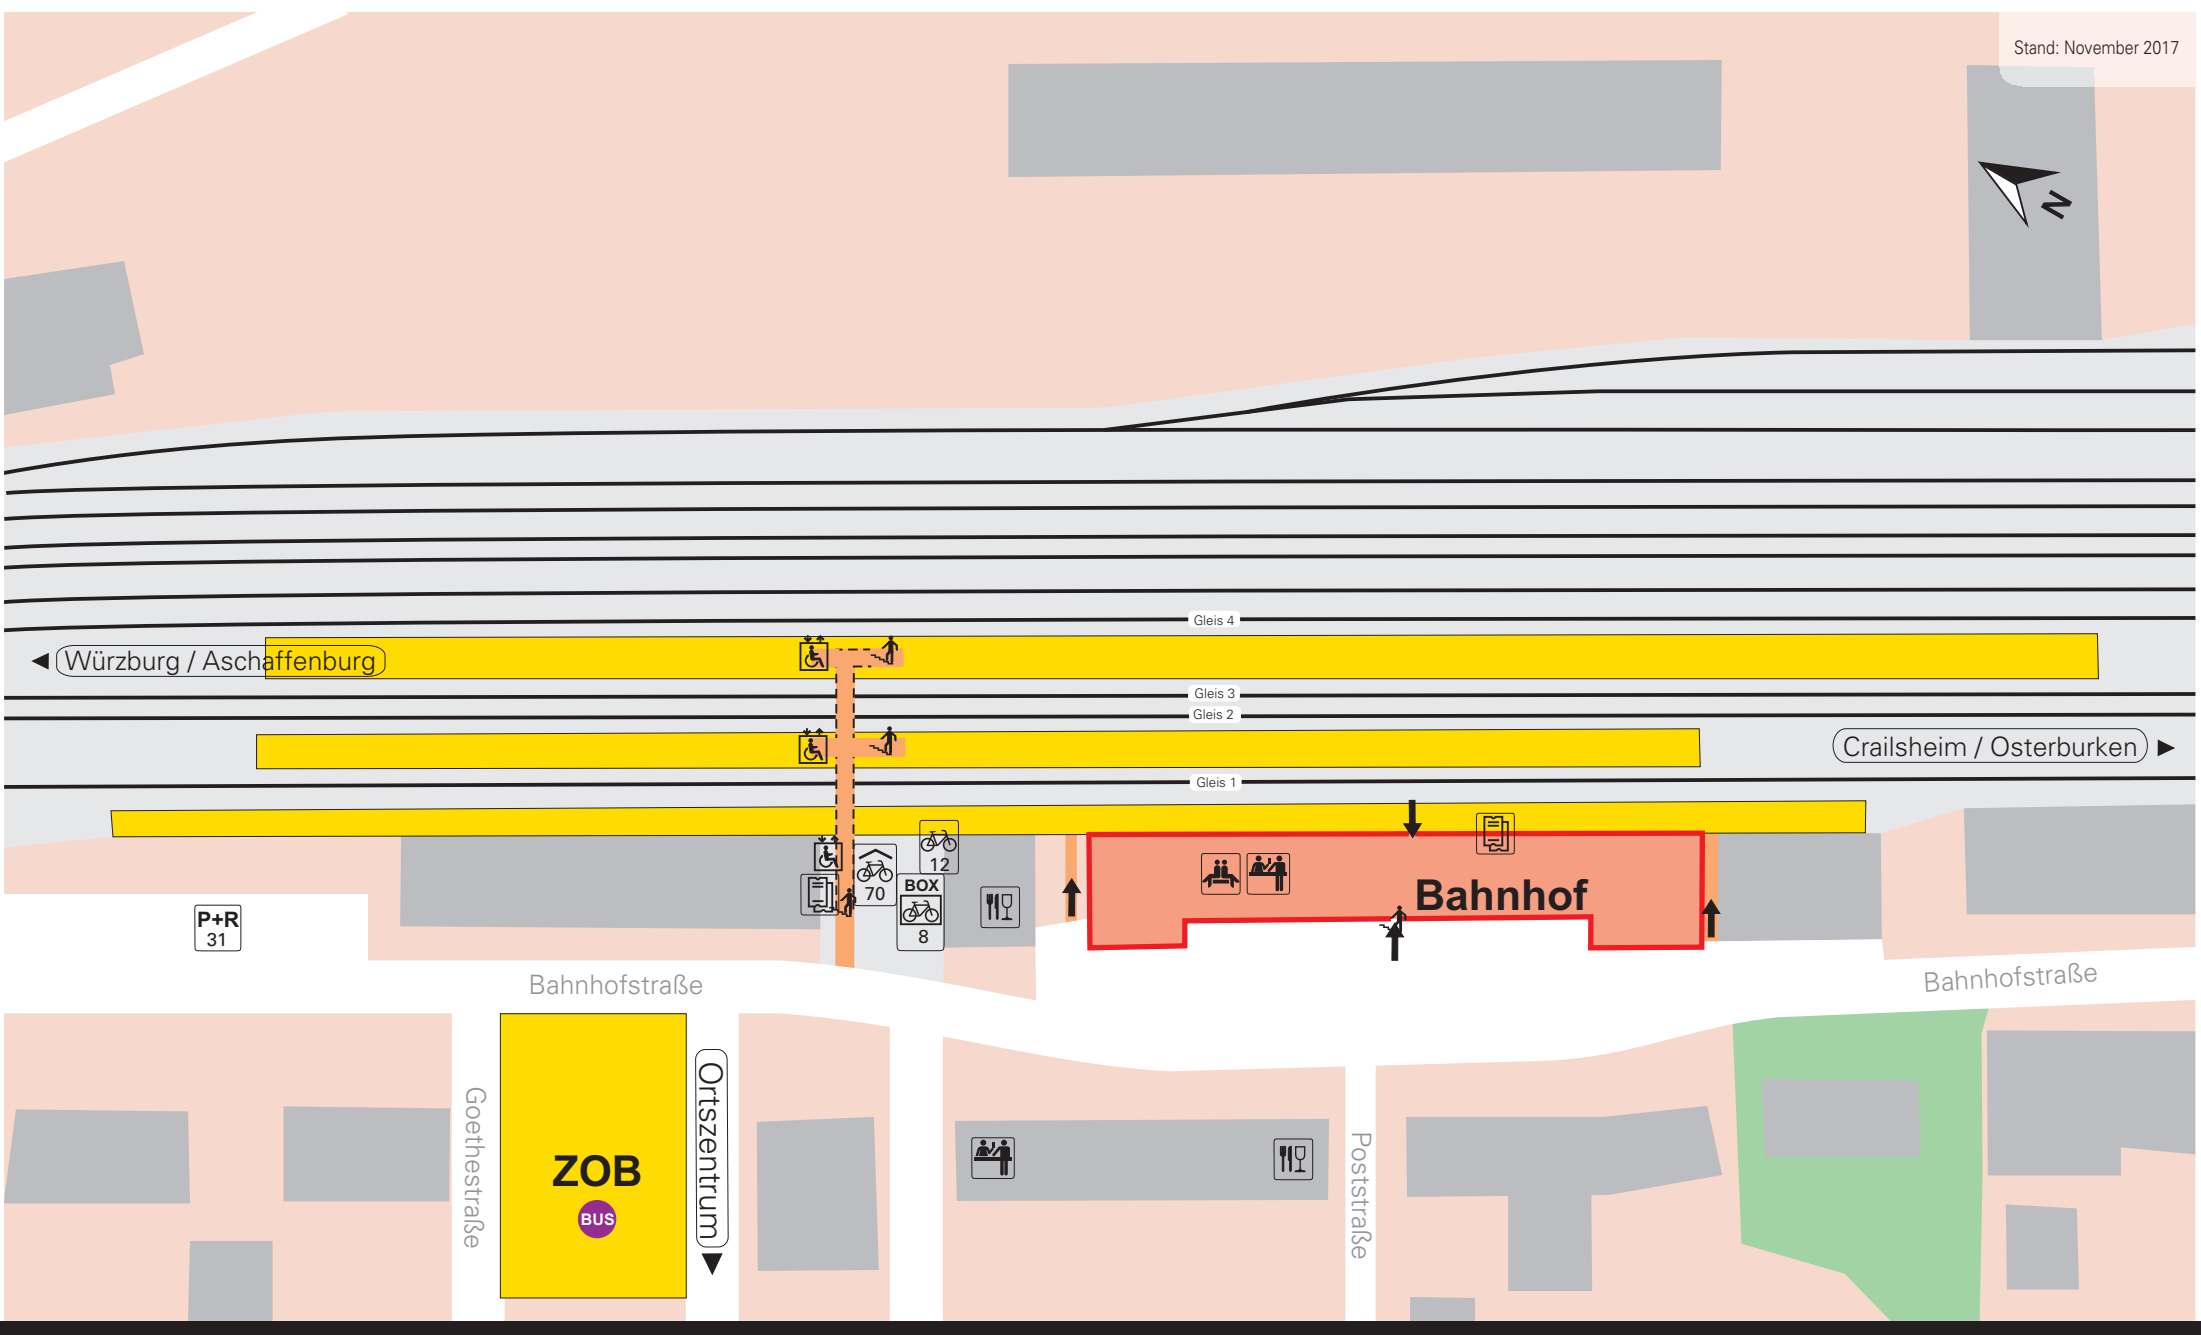 Stand: November 2017
N
Gleis 4
Würzburg / Aschaffenburg
Gleis 3
Gleis 2
Crailsheim / Osterburken
Gleis 1
12
70
BOX
8
Bahnhof
P+R
31
Bahnhofstraße
Bahnhofstraße
Goethestraße
ZOB
BUS
Ortszentrum
Poststraße